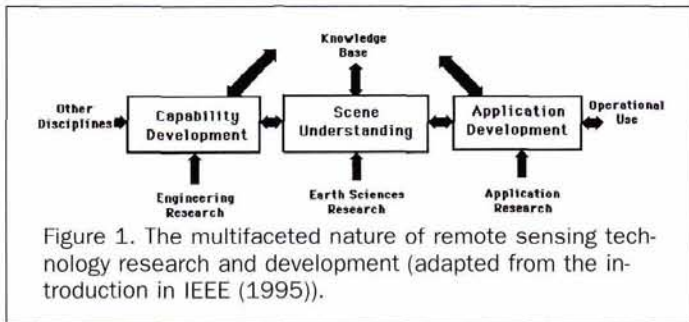 Knowledge
Base
Other
Disciplines
Capability
Development
Scene
Understanding
Application
Development
Operational
Use
Engineering
Research
Earth Sciences
Research
Application
Research
Figure 1. The multifaceted nature of remote sensing tech-
nology research and development (adapted from the in-
troduction in IEEE (1995)).